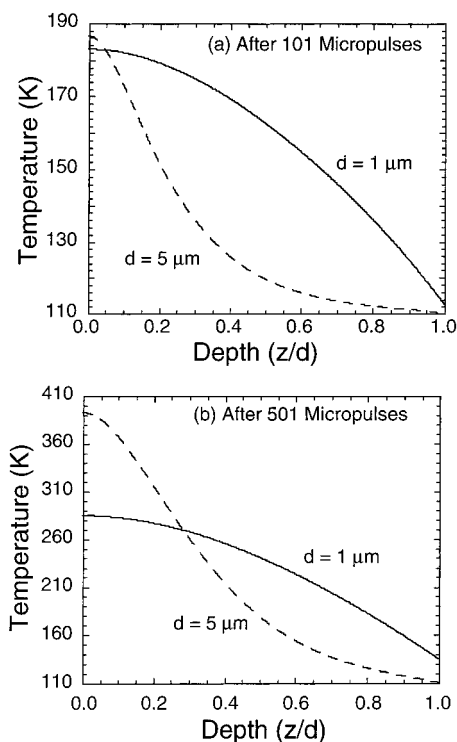 (a) After 101 Micropulses
Temperature (K)
190
170
150
130
110
d = 1 μm
d = 5 μm
0.0 0.2 0.4 0.6 0.8 1.0
Depth (z/d)
(b) After 501 Micropulses
Temperature (K)
410
360
310
260
210
160
110
d = 1 μm
d = 5 μm
0.0 0.2 0.4 0.6 0.8 1.0
Depth (z/d)